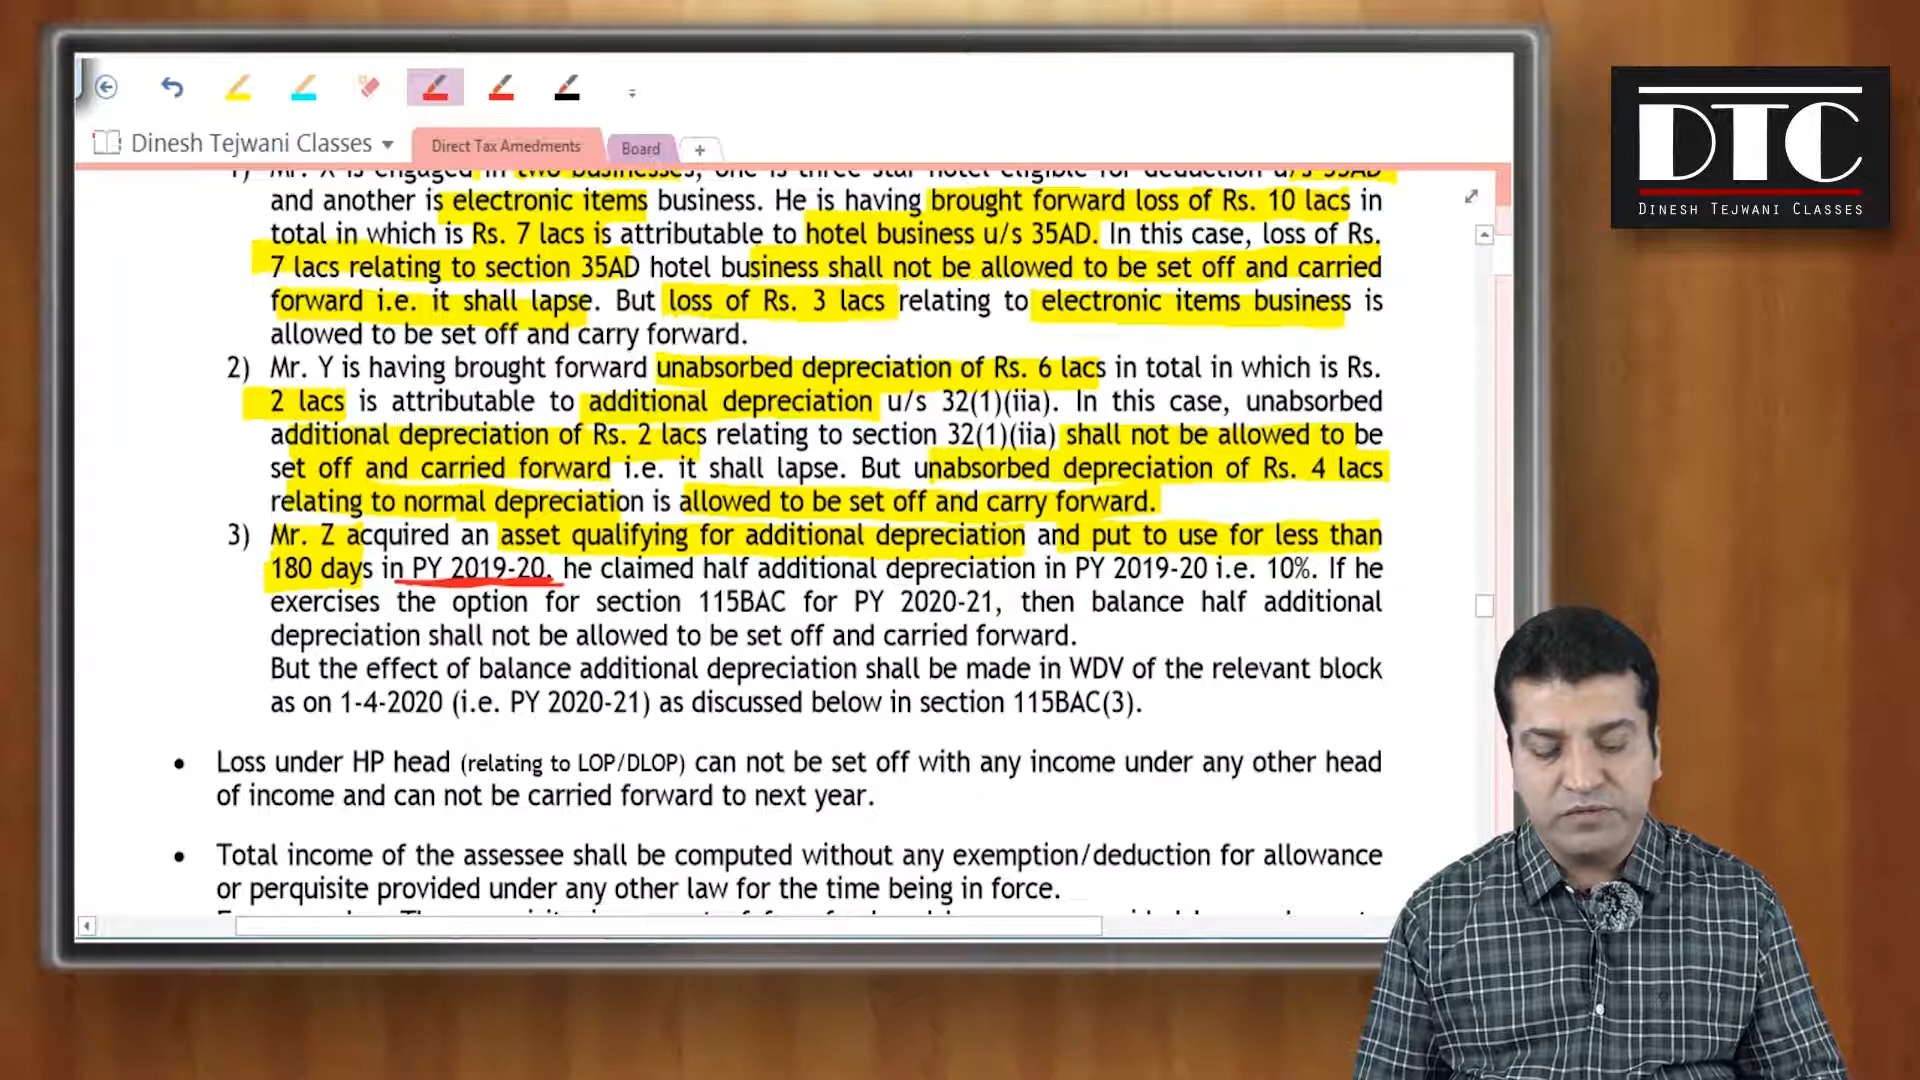 Dinesh Tejwani Classes
Direct Tax Amedments
Board
DTC
DINESH TEJWANI CLASSES
1) Mr. X is engaged in two businesses, one is three star hotel eligible for deduction u/s 35AD
and another is electronic items business. He is having brought forward loss of Rs. 10 lacs in
total in which is Rs. 7 lacs is attributable to hotel business u/s 35AD. In this case, loss of Rs.
7 lacs relating to section 35AD hotel business shall not be allowed to be set off and carried
forward i.e. it shall lapse. But loss of Rs. 3 lacs relating to electronic items business is
allowed to be set off and carry forward.
2) Mr. Y is having brought forward unabsorbed depreciation of Rs. 6 lacs in total in which is Rs.
2 lacs is attributable to additional depreciation u/s 32(1)(iia). In this case, unabsorbed
additional depreciation of Rs. 2 lacs relating to section 32(1)(iia) shall not be allowed to be
set off and carried forward i.e. it shall lapse. But unabsorbed depreciation of Rs. 4 lacs
relating to normal depreciation is allowed to be set off and carry forward.
3) Mr. Z acquired an asset qualifying for additional depreciation and put to use for less than
180 days in PY 2019-20, he claimed half additional depreciation in PY 2019-20 i.e. 10%. If he
exercises the option for section 115BAC for PY 2020-21, then balance half additional
depreciation shall not be allowed to be set off and carried forward.
But the effect of balance additional depreciation shall be made in WDV of the relevant block
as on 1-4-2020 (i.e. PY 2020-21) as discussed below in section 115BAC(3).
• Loss under HP head (relating to LOP/DLOP) can not be set off with any income under any other head
of income and can not be carried forward to next year.
• Total income of the assessee shall be computed without any exemption/deduction for allowance
or perquisite provided under any other law for the time being in force.